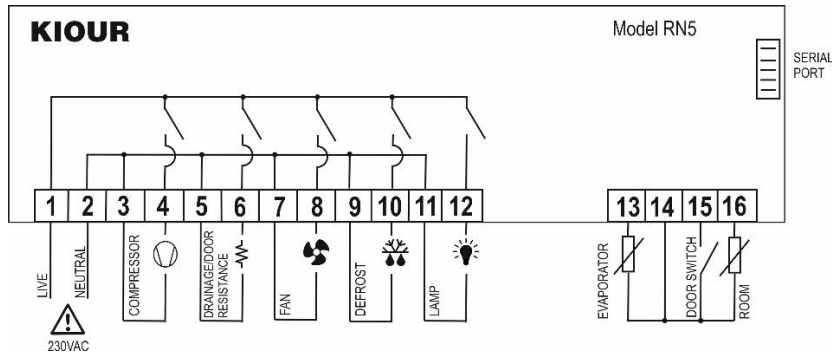 KIOUR
Model RN5
SERIAL
PORT
1 2 3 4 5 6 7 8 9 10 11 12 13 14 15 16
LIVE
NEUTRAL
COMPRESSOR
DRAINAGE/DOOR
RESISTANCE
FAN
DEFROST
LAMP
EVAPORATOR
DOOR SWITCH
ROOM
230VAC